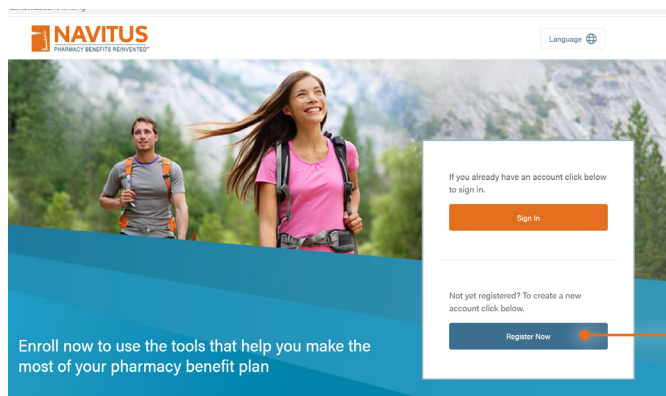 NAVITUS
PHARMACY BENEFITS REINVENTED™
Language
If you already have an account click below
to sign in.
Sign In
Not yet registered? To create a new
account click below.
Register Now
Enroll now to use the tools that help you make the
most of your pharmacy benefit plan